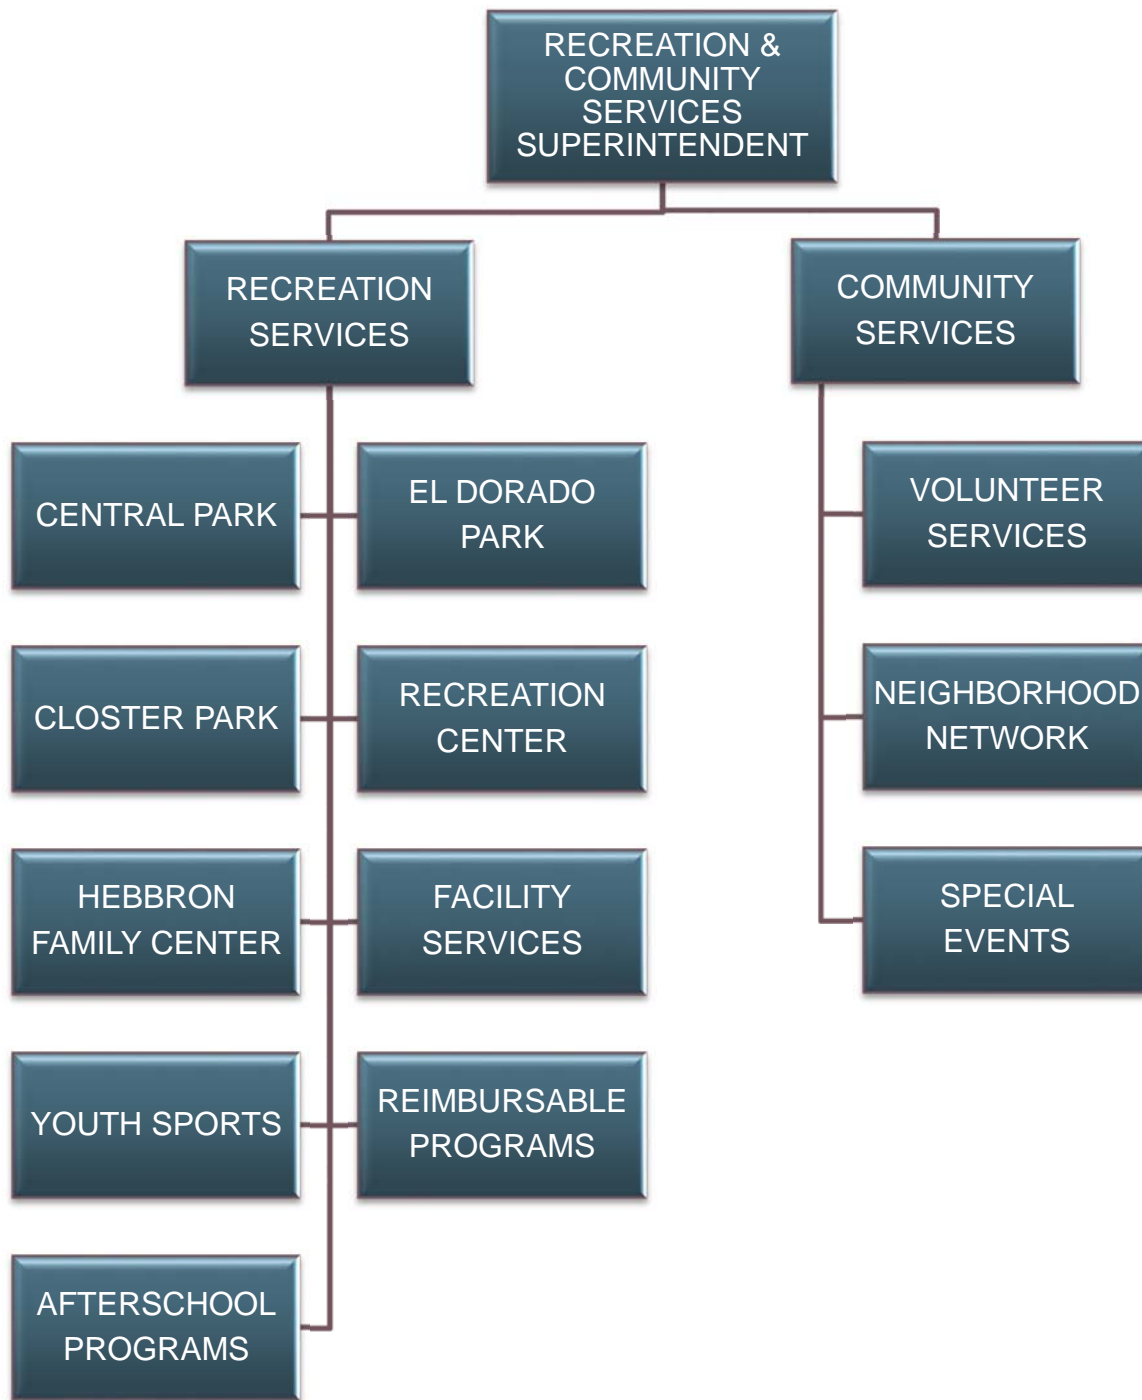 RECREATION &
COMMUNITY
SERVICES
SUPERINTENDENT
RECREATION
SERVICES
COMMUNITY
SERVICES
CENTRAL PARK
EL DORADO
PARK
VOLUNTEER
SERVICES
CLOSTER PARK
RECREATION
CENTER
NEIGHBORHOOD
NETWORK
HEBBRON
FAMILY CENTER
FACILITY
SERVICES
SPECIAL
EVENTS
YOUTH SPORTS
REIMBURSABLE
PROGRAMS
AFTERSCHOOL
PROGRAMS